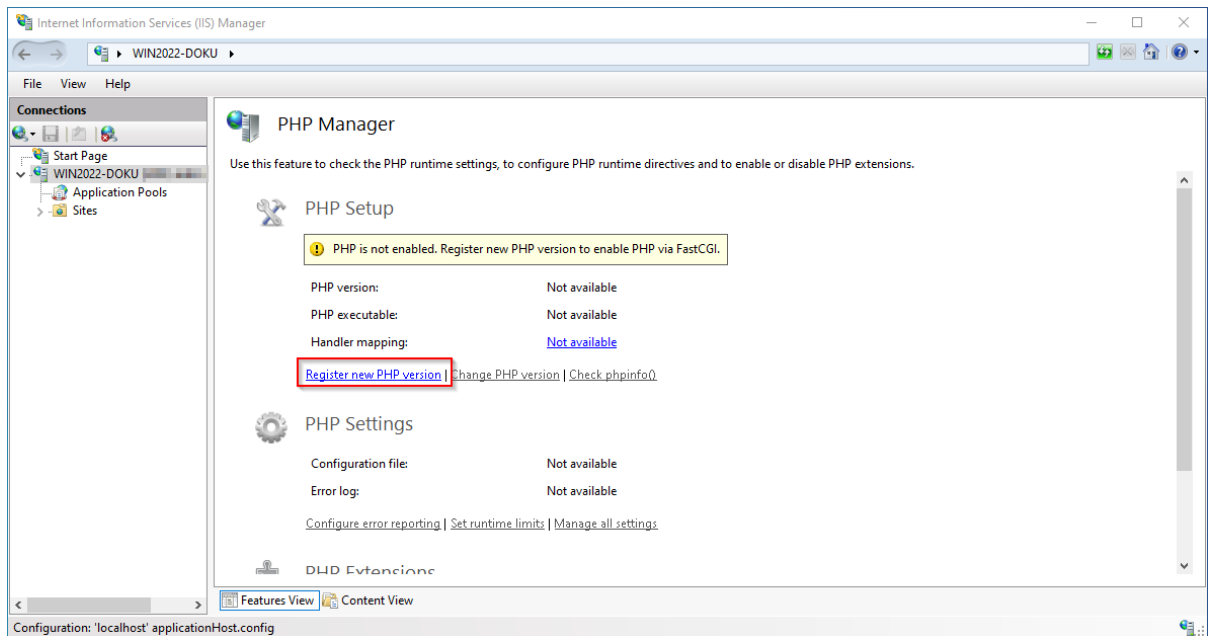 Internet Information Services (IIS) Manager
WIN2022-DOKU
File View Help
Connections
Start Page
WIN2022-DOKU
Application Pools
Sites
PHP Manager
Use this feature to check the PHP runtime settings, to configure PHP runtime directives and to enable or disable PHP extensions.
PHP Setup
PHP is not enabled. Register new PHP version to enable PHP via FastCGI.
PHP version: Not available
PHP executable: Not available
Handler mapping: Not available
Register new PHP version | Change PHP version | Check phpinfo()
PHP Settings
Configuration file: Not available
Error log: Not available
Configure error reporting | Set runtime limits | Manage all settings
PHP Extensions
Features View Content View
Configuration: 'localhost' applicationHost.config